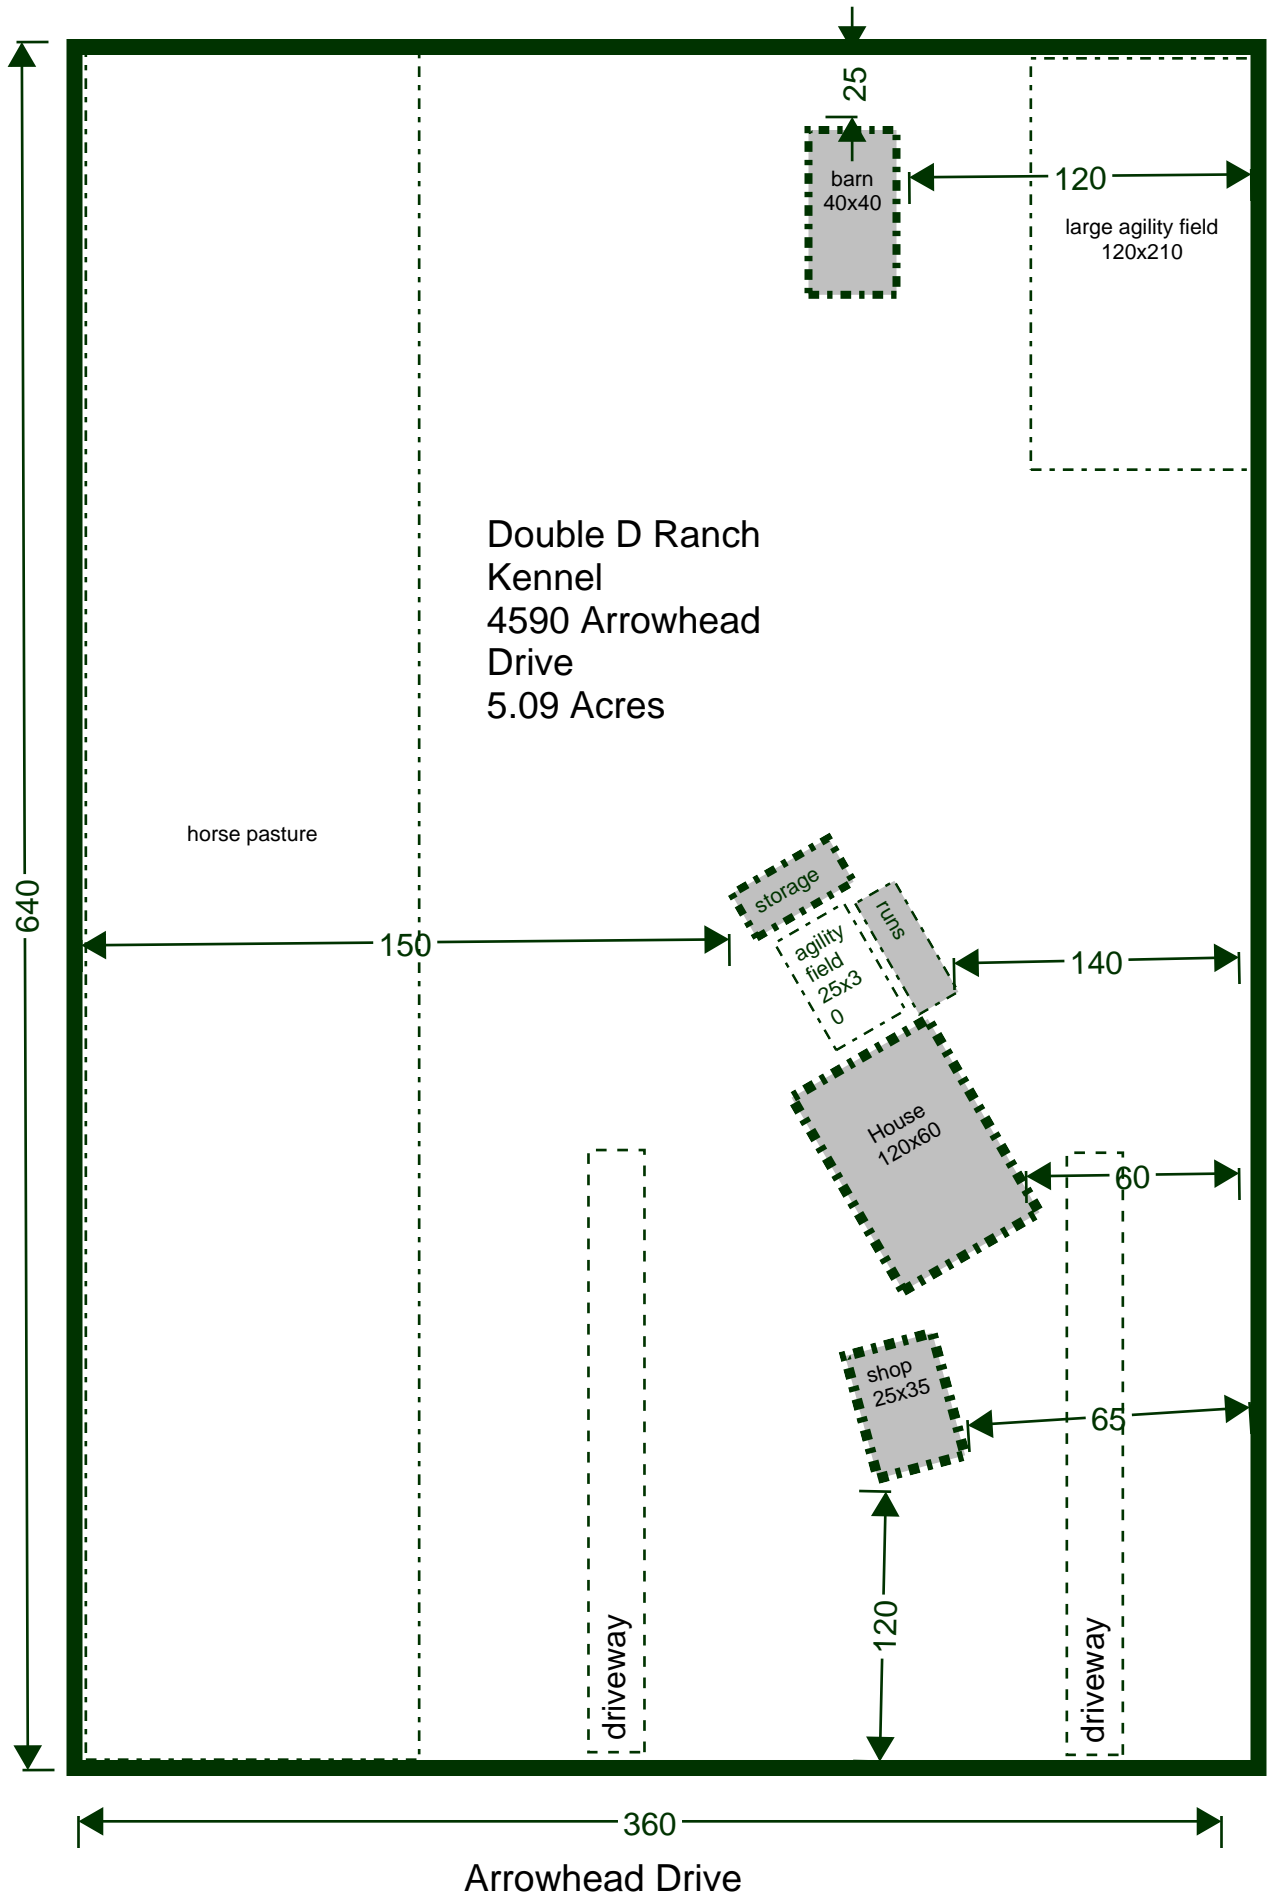 25
barn
40x40
120
large agility field
120x210
Double D Ranch
Kennel
4590 Arrowhead
Drive
5.09 Acres
horse pasture
640
storage
runs
agility
field
25x3
0
150
140
House
120x60
60
shop
25x35
65
120
driveway
driveway
360
Arrowhead Drive